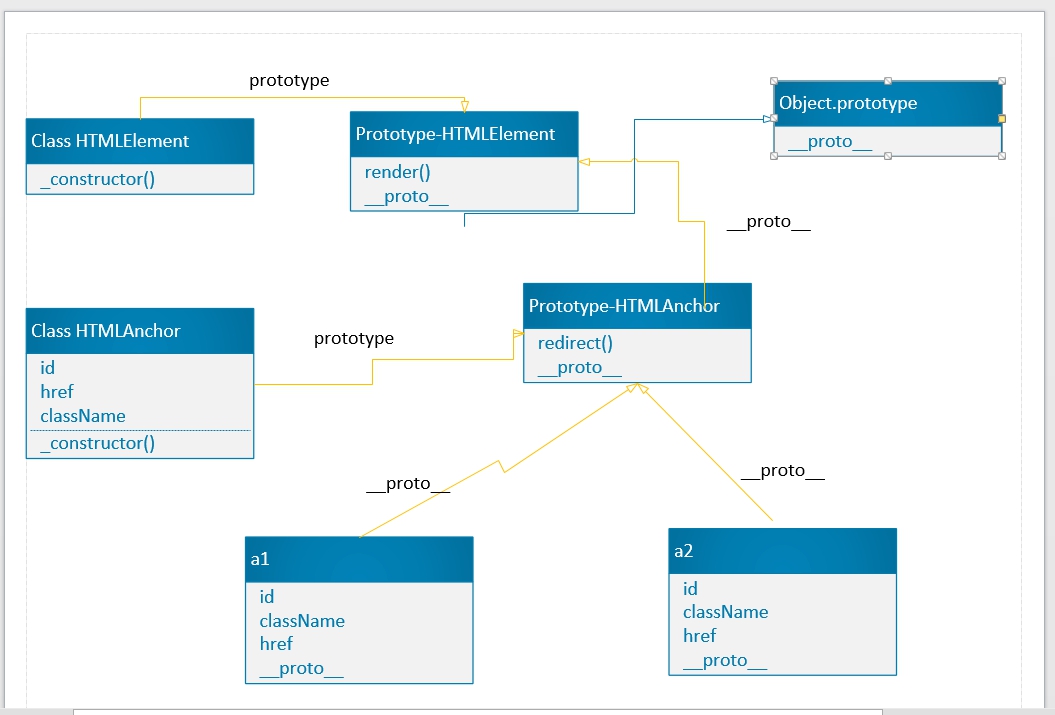 prototype
Class HTMLElement
_constructor()
Prototype-HTMLElement
render()
__proto__
Object.prototype
__proto__
__proto__
Class HTMLAnchor
id
href
className
_constructor()
prototype
Prototype-HTMLAnchor
redirect()
__proto__
__proto__
__proto__
a1
id
className
href
__proto__
a2
id
className
href
__proto__